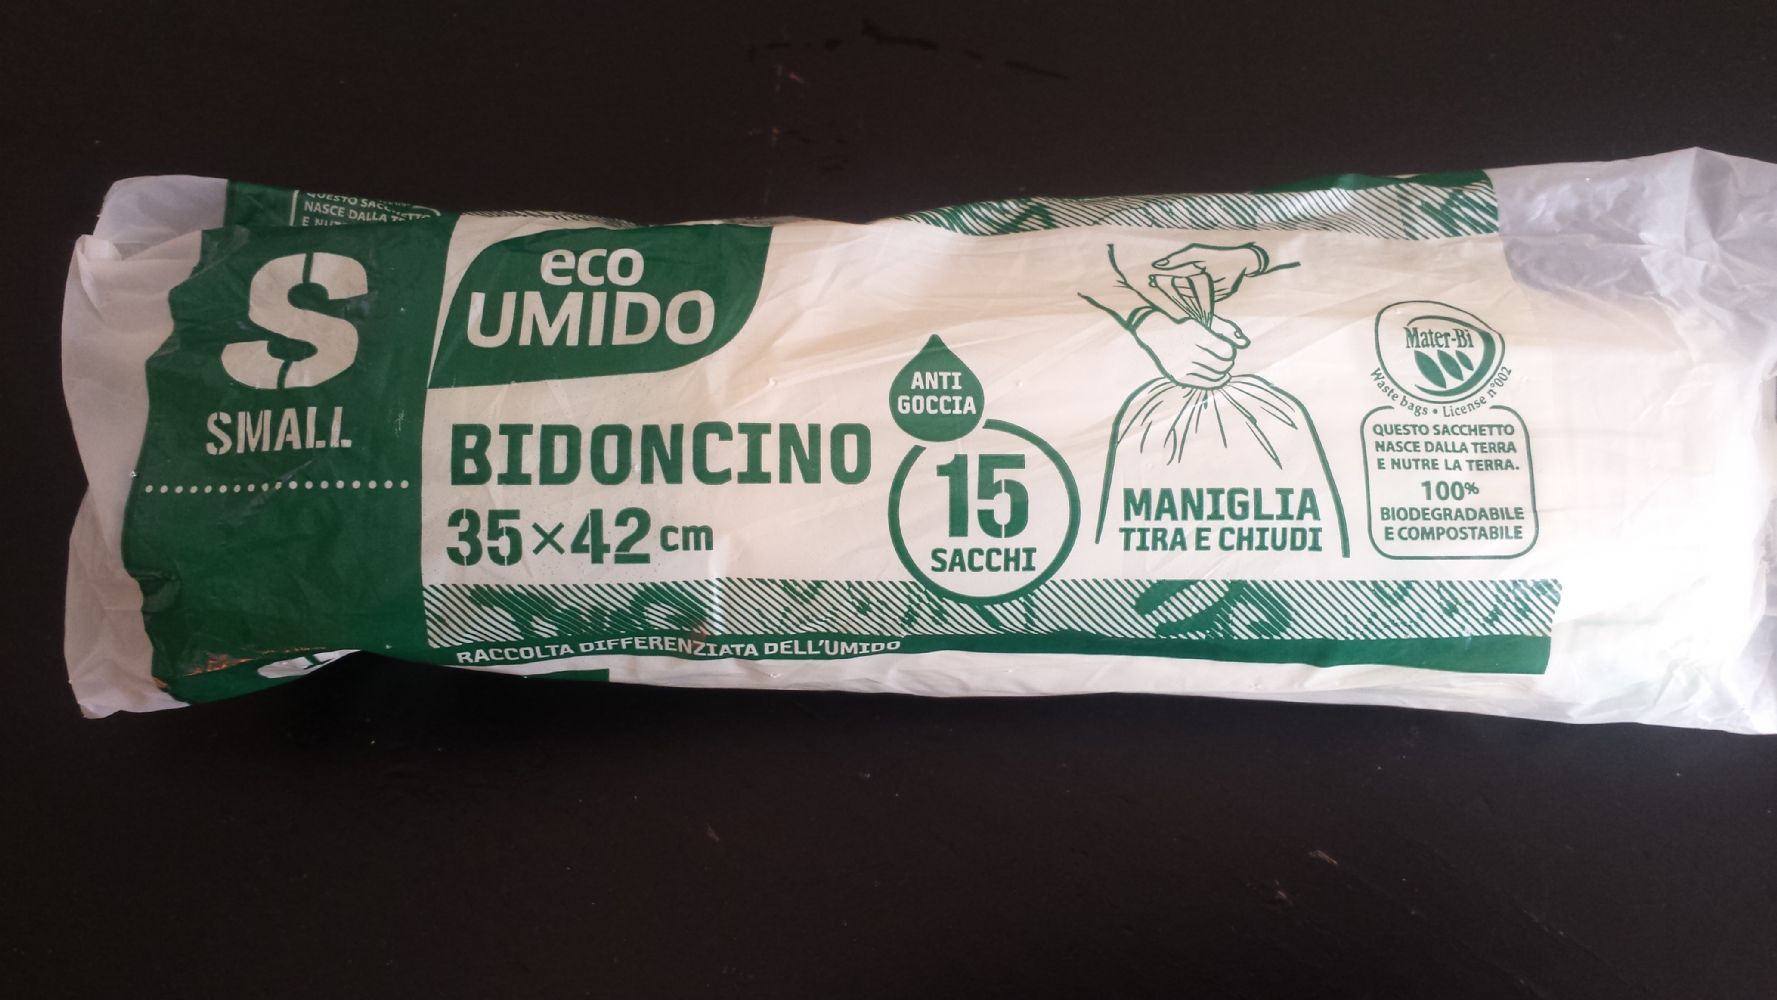 QUESTO SACCHETTO
NASCE DALLA TERRA
S
SMALL
eco
UMIDO
BIDONCINO
35×42 cm
ANTI
GOCCIA
15
SACCHI
MANIGLIA
TIRA E CHIUDI
Mater-Bi
Waste bags • License n°002
QUESTO SACCHETTO
NASCE DALLA TERRA
E NUTRE LA TERRA.
100%
BIODEGRADABILE
E COMPOSTABILE
RACCOLTA DIFFERENZIATA DELL'UMIDO